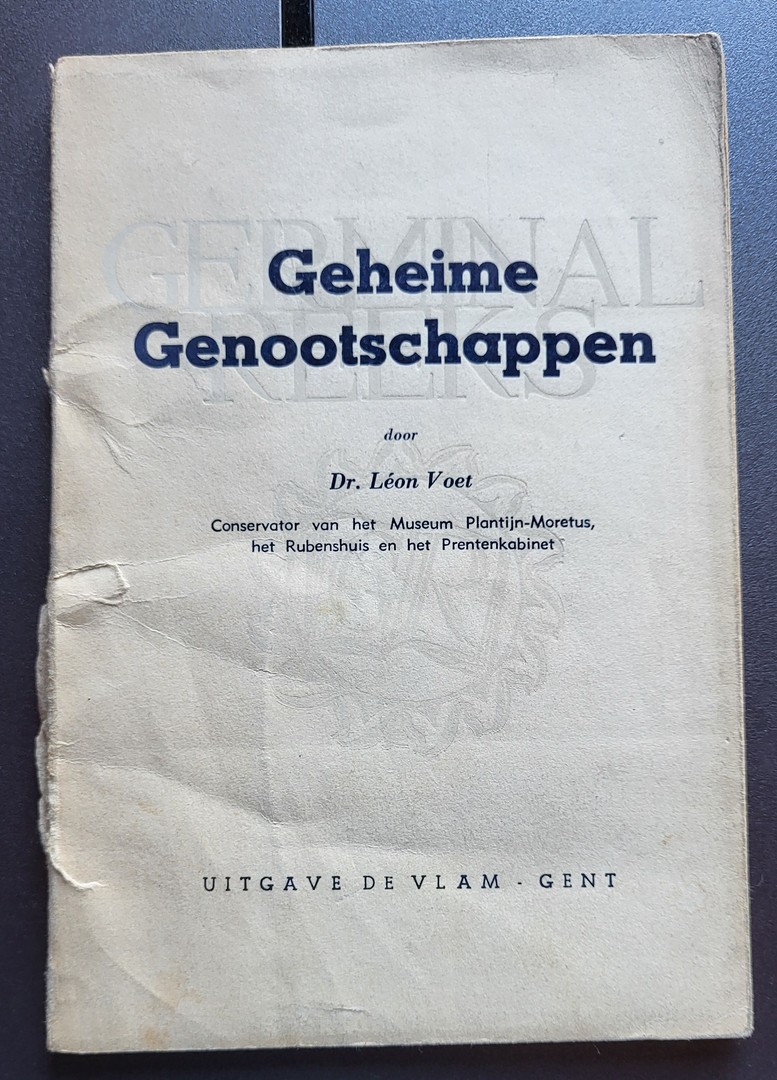 GERMINAL
REEKS
Geheime
Genootschappen
door
Dr. Léon Voet
Conservator van het Museum Plantijn-Moretus,
het Rubenshuis en het Prentenkabinet
UITGAVE DE VLAM - GENT